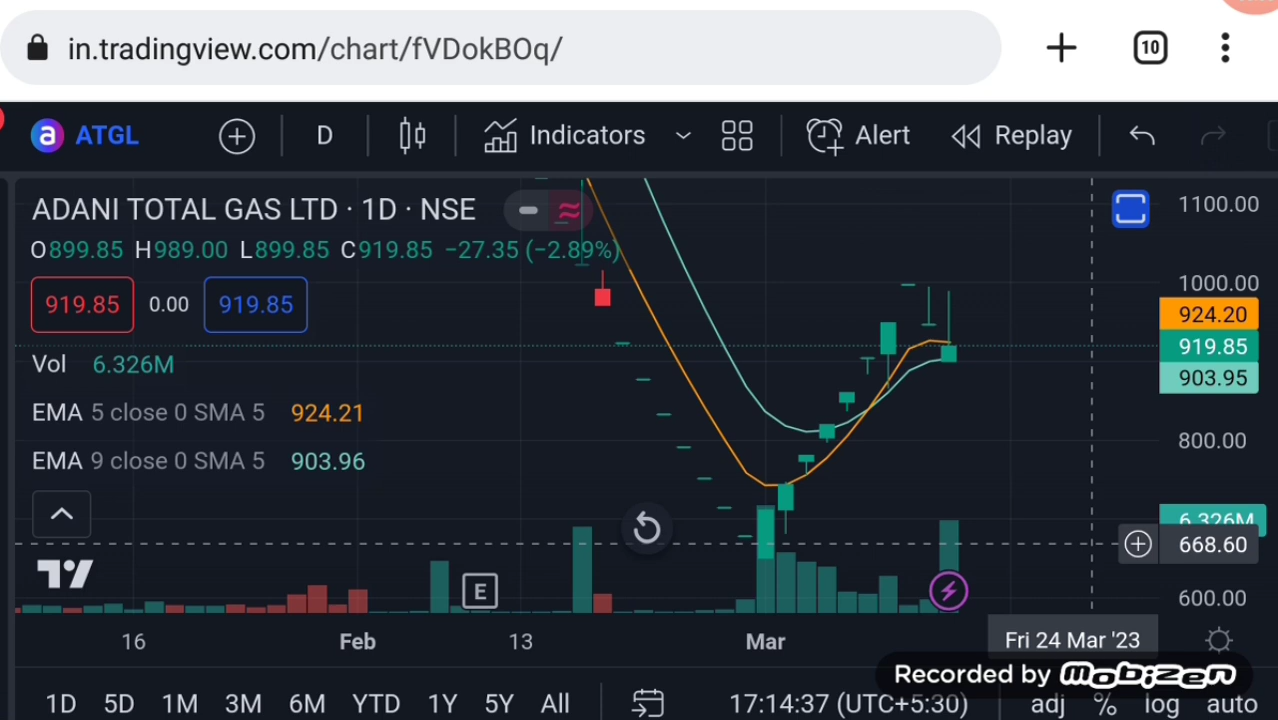 in.tradingview.com/chart/fVDokBOq/
10
a ATGL D Indicators Alert Replay
ADANI TOTAL GAS LTD · 1D · NSE
O899.85 H989.00 L899.85 C919.85 −27.35 (−2.89%)
919.85 0.00 919.85
Vol 6.326M
EMA 5 close 0 SMA 5 924.21
EMA 9 close 0 SMA 5 903.96
1100.00
1000.00
924.20
919.85
903.95
800.00
6.326M
668.60
600.00
E
16 Feb 13 Mar Fri 24 Mar '23
Recorded by mobizen
1D 5D 1M 3M 6M YTD 1Y 5Y All 17:14:37 (UTC+5:30) adj % log auto